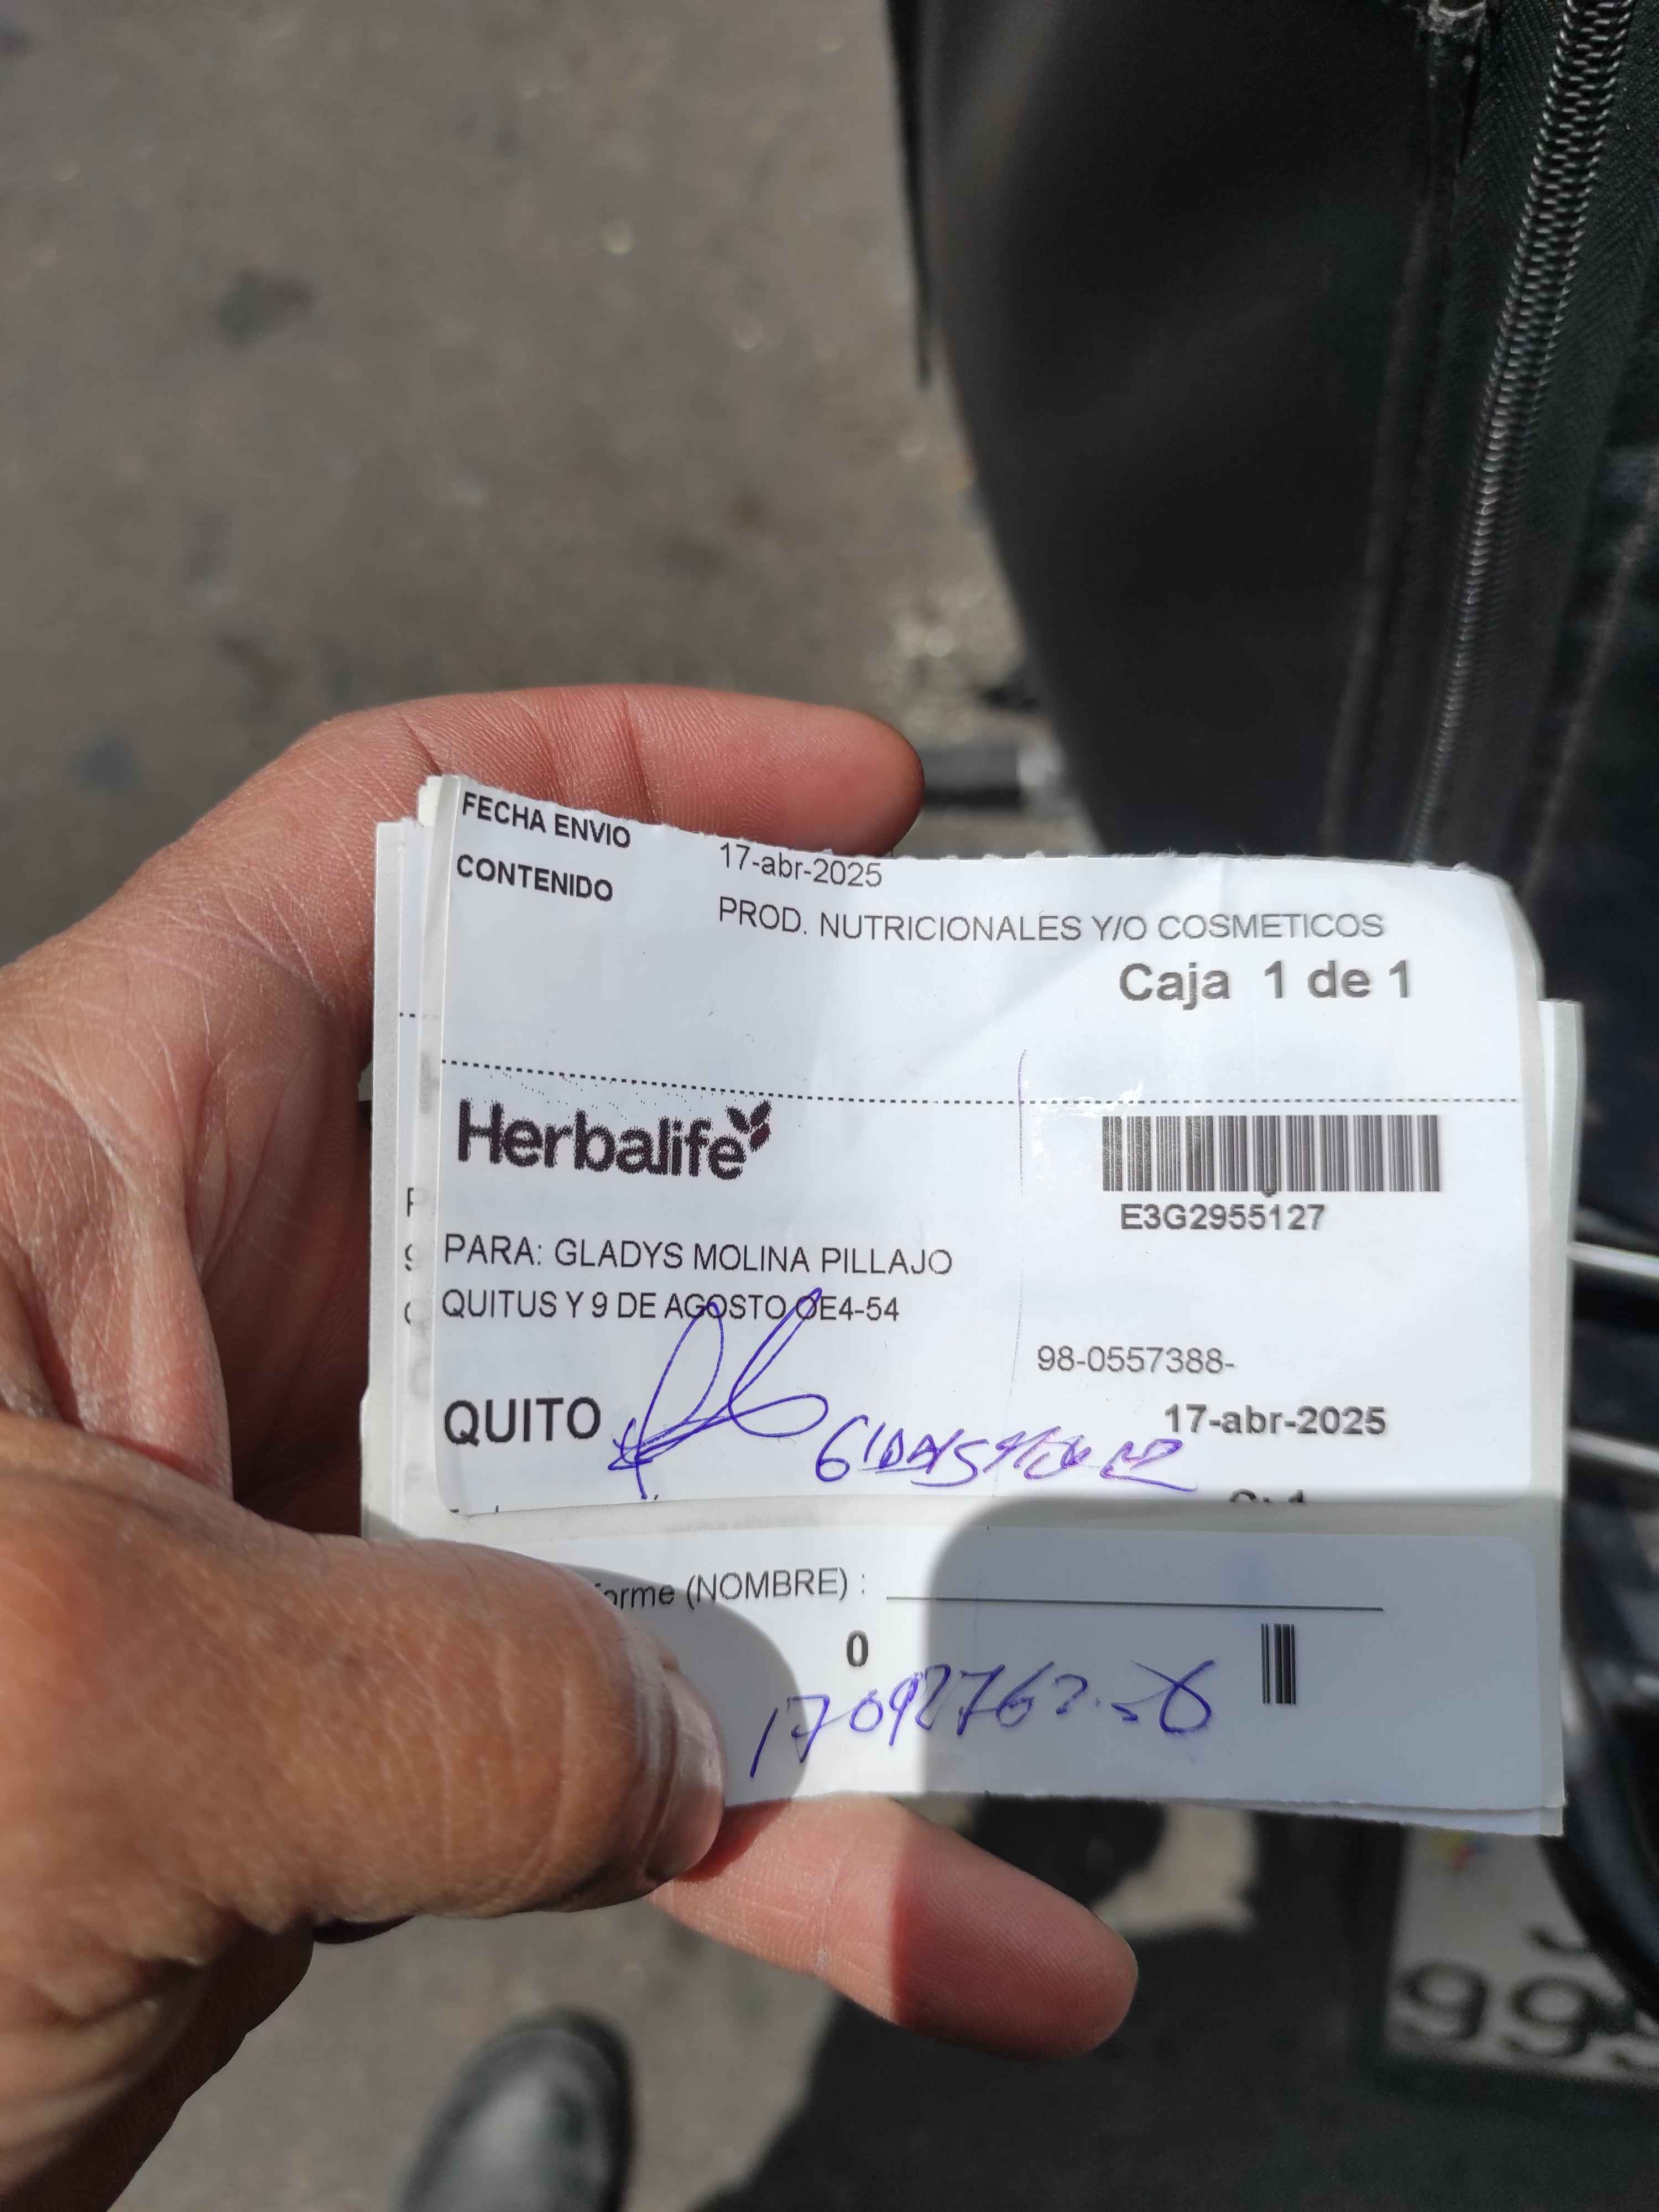 FECHA ENVIO 17-abr-2025
CONTENIDO PROD. NUTRICIONALES Y/O COSMETICOS
Caja 1 de 1
Herbalife
E3G2955127
PARA: GLADYS MOLINA PILLAJO
QUITUS Y 9 DE AGOSTO OE4-54
98-0557388-
QUITO 17-abr-2025
(NOMBRE) :
0